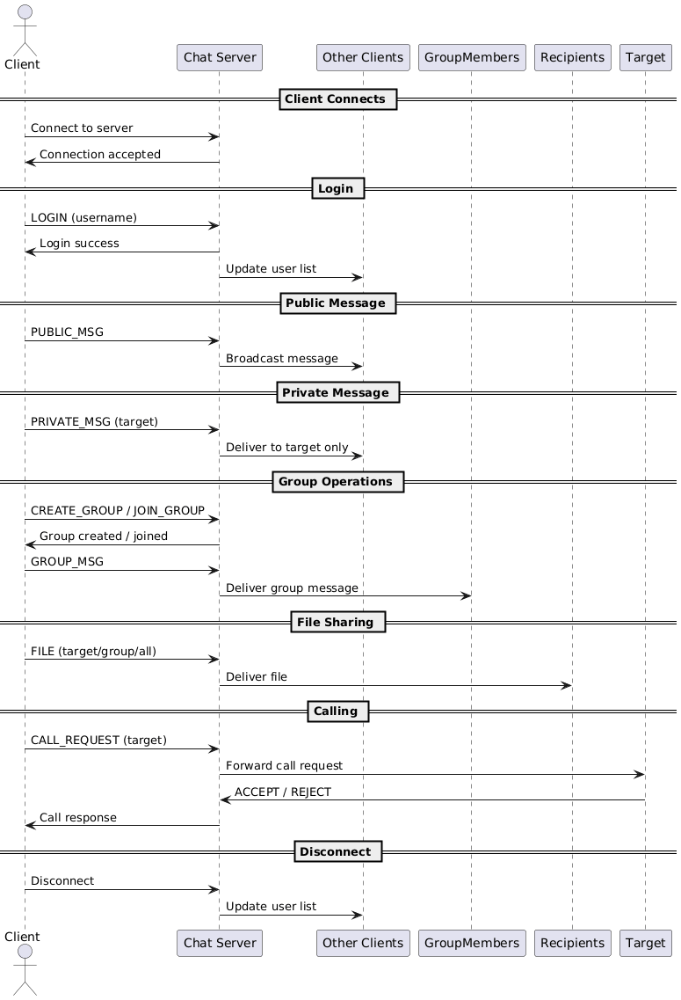 Client
Chat Server
Other Clients
GroupMembers
Recipients
Target
Client Connects
Connect to server
Connection accepted
Login
LOGIN (username)
Login success
Update user list
Public Message
PUBLIC_MSG
Broadcast message
Private Message
PRIVATE_MSG (target)
Deliver to target only
Group Operations
CREATE_GROUP / JOIN_GROUP
Group created / joined
GROUP_MSG
Deliver group message
File Sharing
FILE (target/group/all)
Deliver file
Calling
CALL_REQUEST (target)
Forward call request
ACCEPT / REJECT
Call response
Disconnect
Disconnect
Update user list
Client
Chat Server
Other Clients
GroupMembers
Recipients
Target